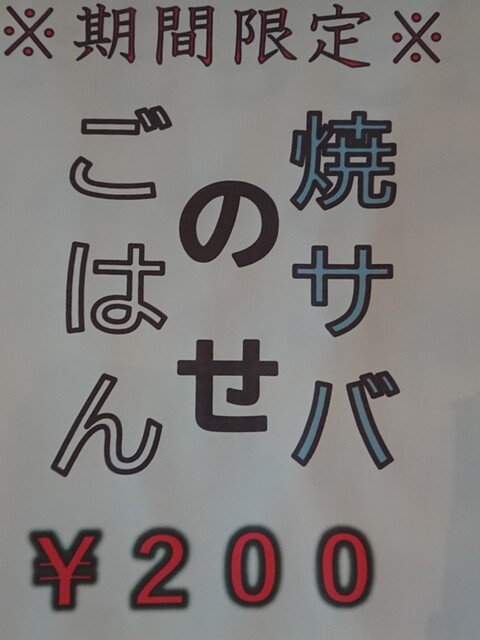 ※期間限定※
焼サバ
のせ
ごはん
¥200